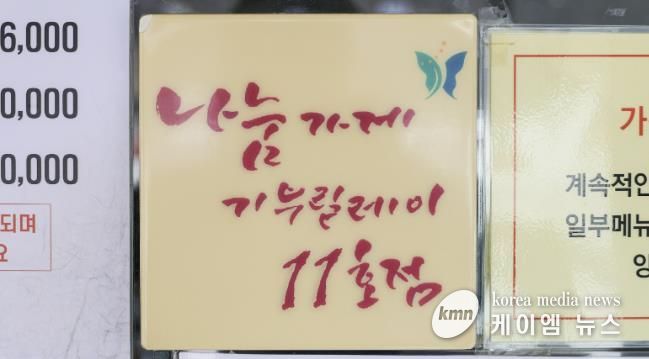 6,000
0,000
0,000
되며
요
나눔가게
기부릴레이
11호점
가
계속적인
일부메뉴
양
kmn
korea media news
케이엠 뉴스